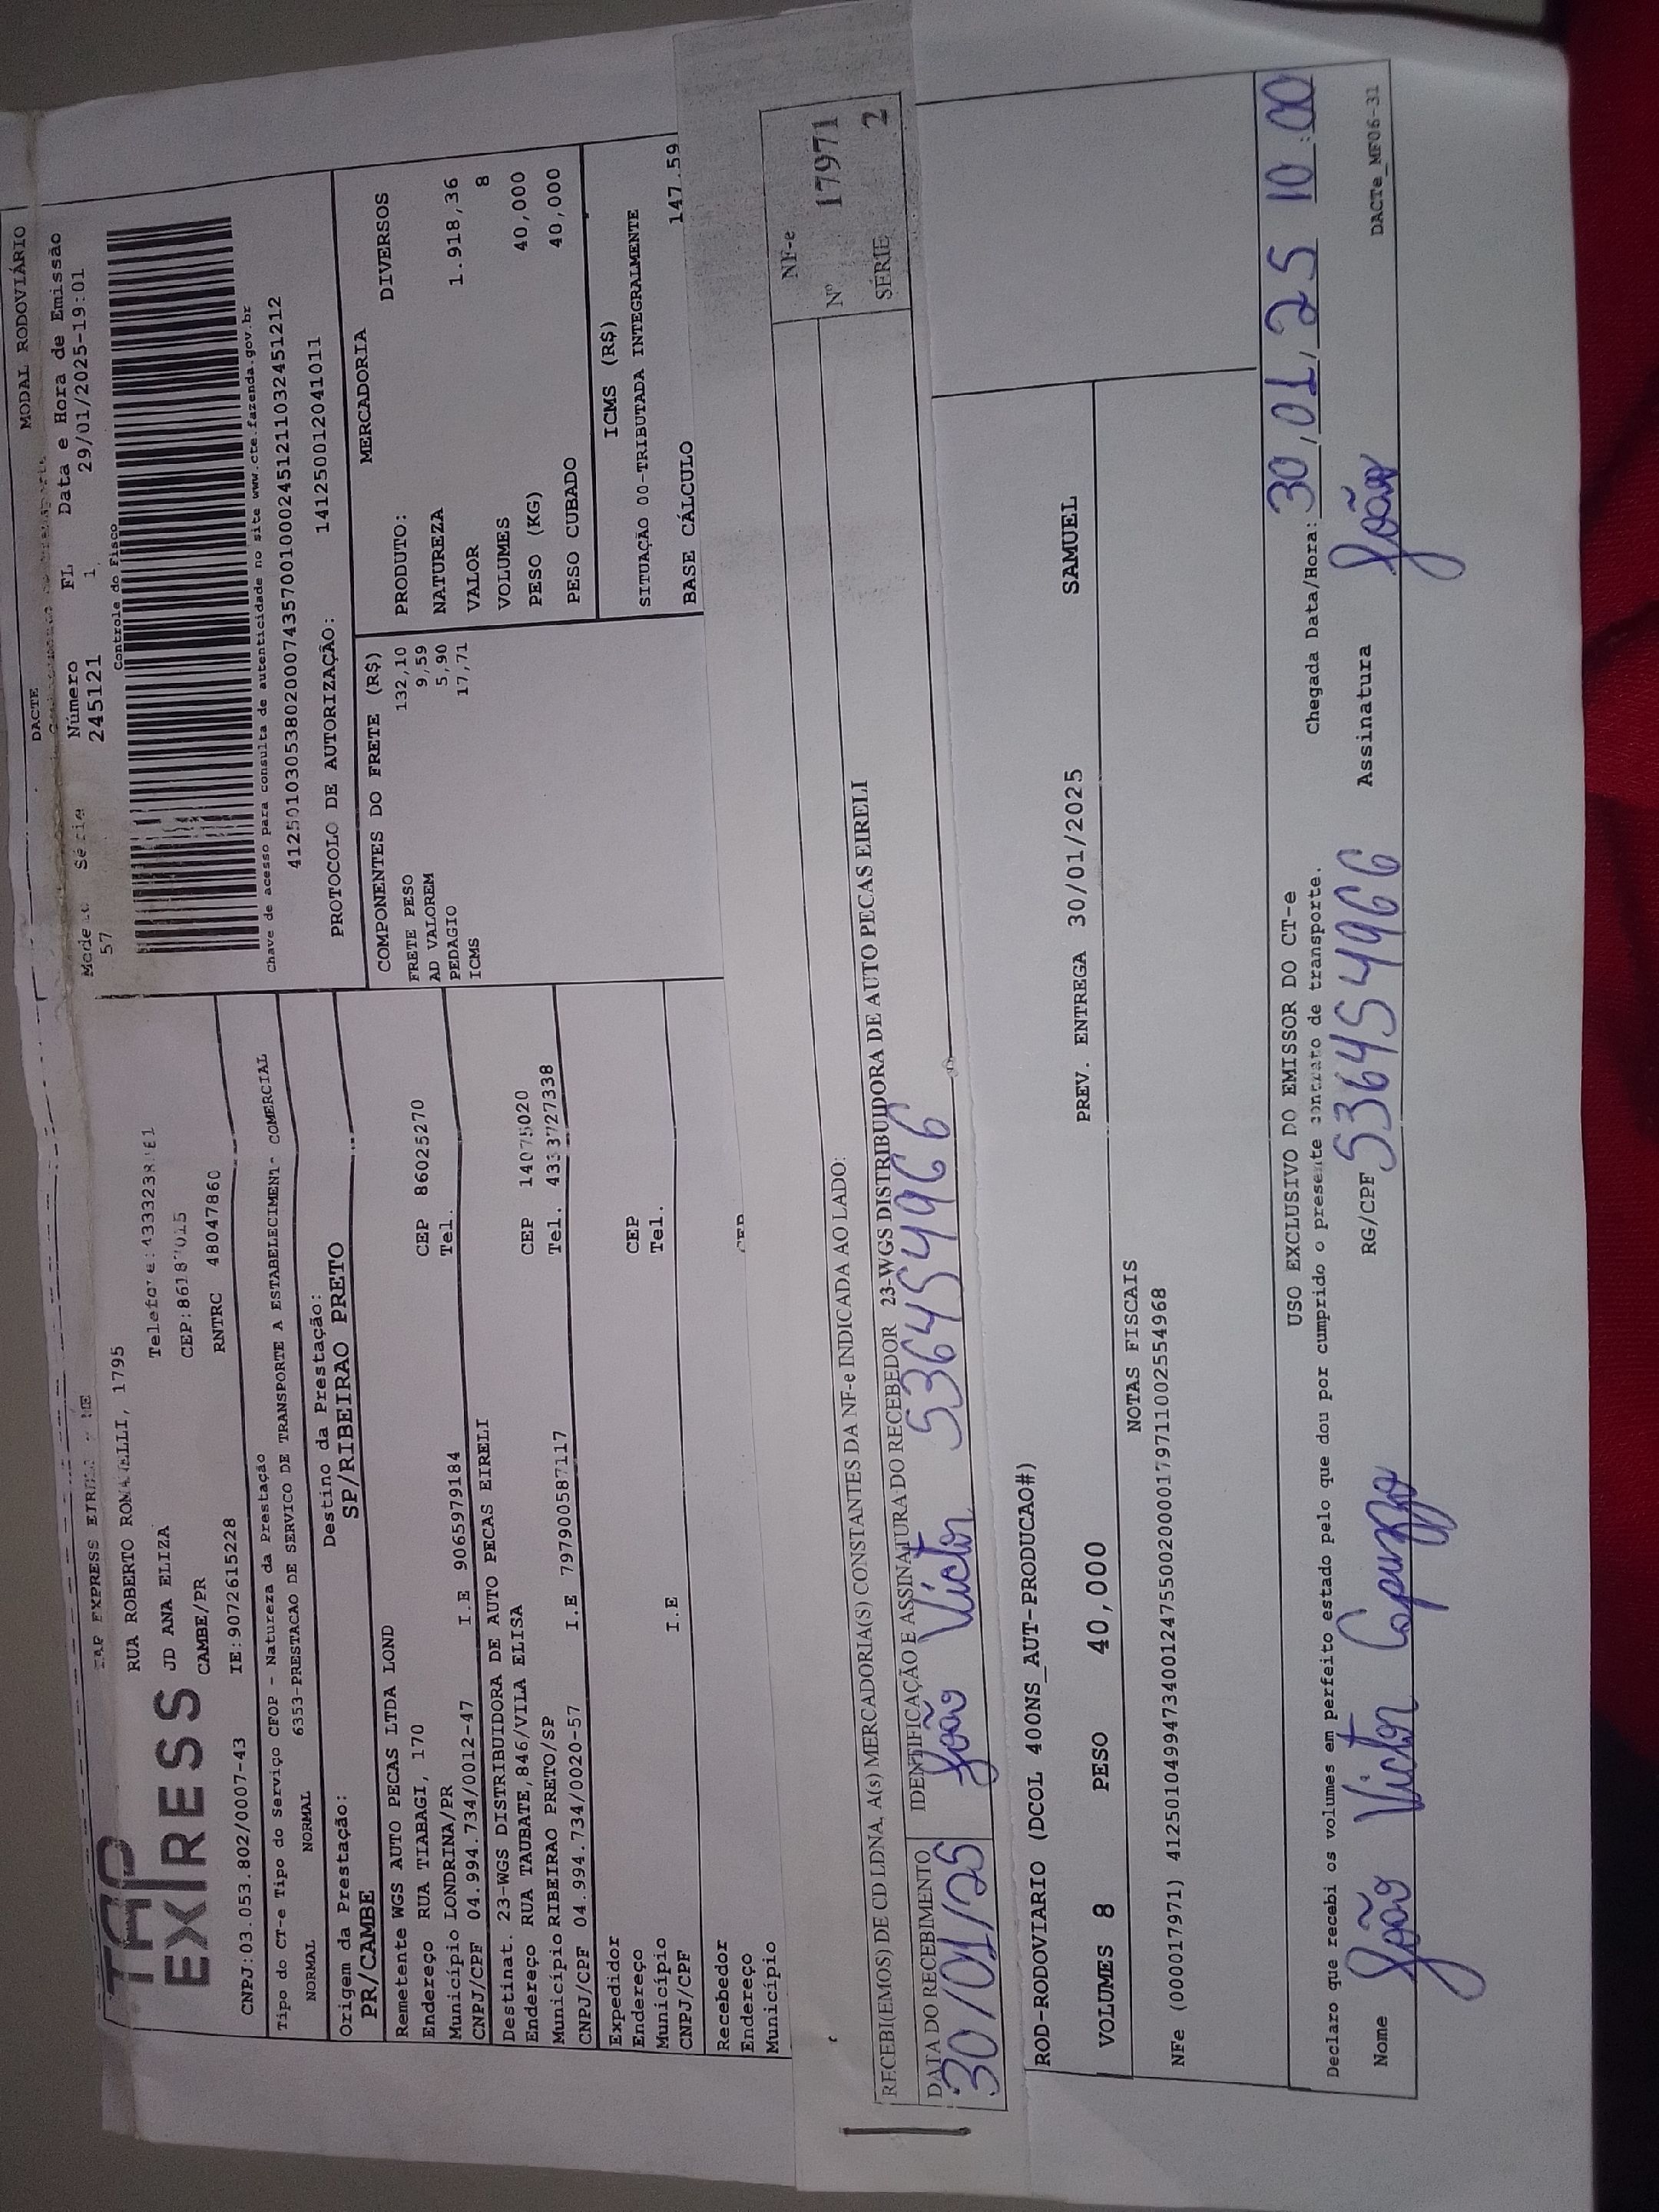 DACTE
MODAL RODOVIÁRIO
TAP EXPRESS
TAP EXPRESS
RUA ROBERTO, 1795
JD ANA ELIZA
CAMBE/PR
RNTRC 48047860
CNPJ:03.053.802/0007-43 IE:9072615228
Série Número FL Data e Hora de Emissão
57 245121 1 29/01/2025-19:01
Controle do Fisco
Chave de acesso para consulta de autenticidade no site www.cte.fazenda.gov.br
41250103053802000743570010002451211032451212
PROTOCOLO DE AUTORIZAÇÃO: 141250012041011
Tipo do CT-e Tipo do Serviço CFOP - Natureza da Prestação
NORMAL NORMAL 6353-PRESTACAO DE SERVICO DE TRANSPORTE A ESTABELECIMENT- COMERCIAL
Origem da Prestação: Destino da Prestação:
PR/CAMBE SP/RIBEIRAO PRETO
Remetente WGS AUTO PECAS LTDA LOND
Endereço RUA TIABAGI, 170 CEP 86025270
Município LONDRINA/PR Tel.
CNPJ/CPF 04.994.734/0012-47 I.E 9065979184
Destinat. 23-WGS DISTRIBUIDORA DE AUTO PECAS EIRELI
Endereço RUA TAUBATE,846/VILA ELISA CEP 14075020
Município RIBEIRAO PRETO/SP Tel. 4333727338
CNPJ/CPF 04.994.734/0020-57 I.E 797900587117
Expedidor
Endereço CEP
Município Tel.
CNPJ/CPF I.E
Recebedor
Endereço CEP
Município
COMPONENTES DO FRETE (R$)
FRETE PESO 132,10
AD VALOREM 9,59
PEDAGIO 5,90
ICMS 17,71
MERCADORIA
PRODUTO: DIVERSOS
NATUREZA
VALOR 1.918,36
VOLUMES 8
PESO (KG) 40,000
PESO CUBADO 40,000
ICMS (R$)
SITUAÇÃO 00-TRIBUTADA INTEGRALMENTE
BASE CÁLCULO 147.59
RECEBI(EMOS) DE CD LDNA, A(s) MERCADORIA(S) CONSTANTES DA NF-e INDICADA AO LADO:
NF-e
Nº 17971
SÉRIE 2
DATA DO RECEBIMENTO IDENTIFICAÇÃO E ASSINATURA DO RECEBEDOR 23-WGS DISTRIBUIDORA DE AUTO PECAS EIRELI
30/01/25 João Victor 536454966
ROD-RODOVIARIO (DCOL 400NS_AUT-PRODUCAO#) SAMUEL
VOLUMES 8 PESO 40,000 PREV. ENTREGA 30/01/2025
NOTAS FISCAIS
NFe (000017971) 41250104994734001247550020000179711002554968
USO EXCLUSIVO DO EMISSOR DO CT-e
Declaro que recebi os volumes em perfeito estado pelo que dou por cumprido o presente contrato de transporte. Chegada Data/Hora: 30/01/25 10:00
Nome João Victor Capuzzo RG/CPF 536454966 Assinatura João
DACTe_MF06-31